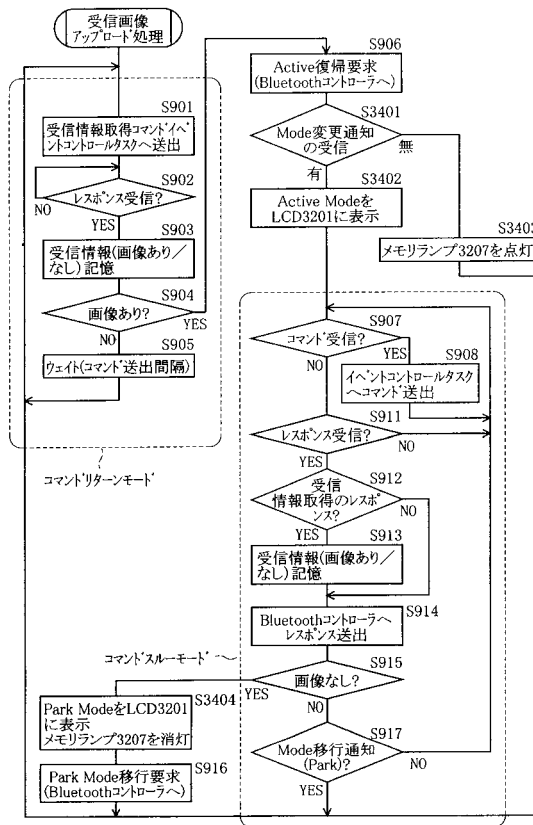 受信画像
アップロード処理
S901
受信情報取得コマンドイベ
ントコントロールタスクへ送出
S902
レスポンス受信?
NO
YES
S903
受信情報(画像あり/
なし)記憶
S904
画像あり?
NO
YES
S905
ウェイト(コマンド送出間隔)
コマンドリターンモード
S906
Active復帰要求
(Bluetoothコントローラへ)
S3401
Mode変更通知
の受信
無
有
S3402
Active Modeを
LCD3201に表示
S3403
メモリランプ3207を点灯
S907
コマンド受信?
YES
NO
S908
イベントコントロールタスク
へコマンド送出
S911
レスポンス受信?
NO
YES
S912
受信
情報取得のレスポ
ンス?
NO
YES
S913
受信情報(画像あり/
なし)記憶
S914
Bluetoothコントローラへ
レスポンス送出
コマンドスルーモード
S915
画像なし?
YES
NO
S3404
Park ModeをLCD3201
に表示
メモリランプ3207を消灯
S916
Park Mode移行要求
(Bluetoothコントローラへ)
S917
Mode移行通知
(Park)?
NO
YES